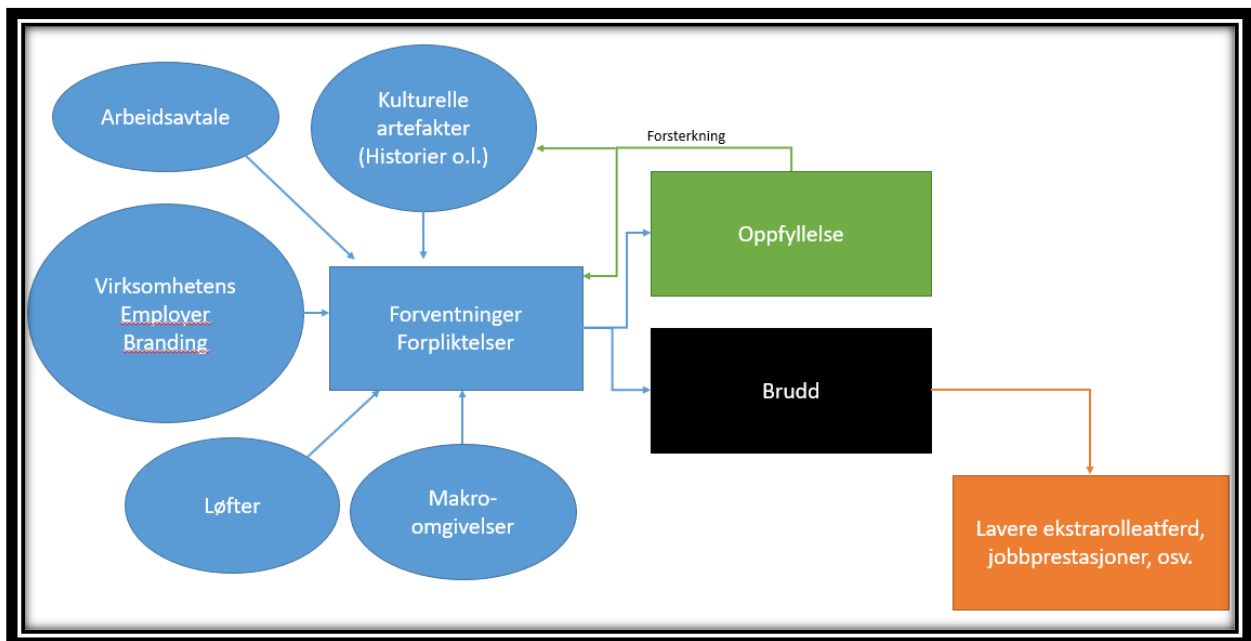 Arbeidsavtale
Kulturelle
artefakter
(Historier o.l.)
Forsterkning
Oppfyllelse
Virksomhetens
Employer
Branding
Forventninger
Forpliktelser
Brudd
Løfter
Makro-
omgivelser
Lavere ekstrarolleatferd,
jobbprestasjoner, osv.